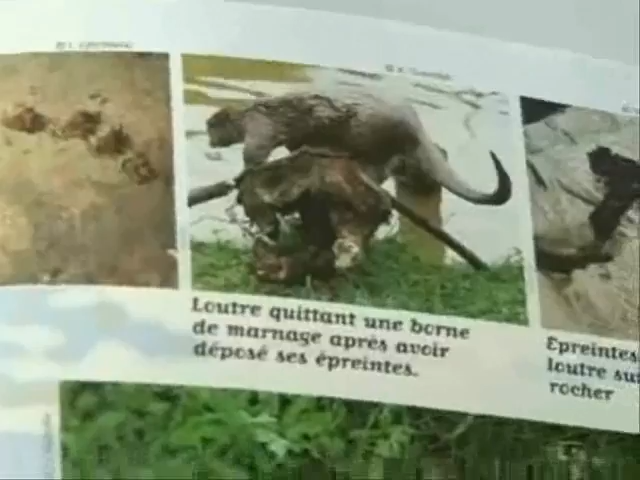 Loutre quittant une borne
de marnage après avoir
déposé ses épreintes.
Epreintes
loutre su
rocher